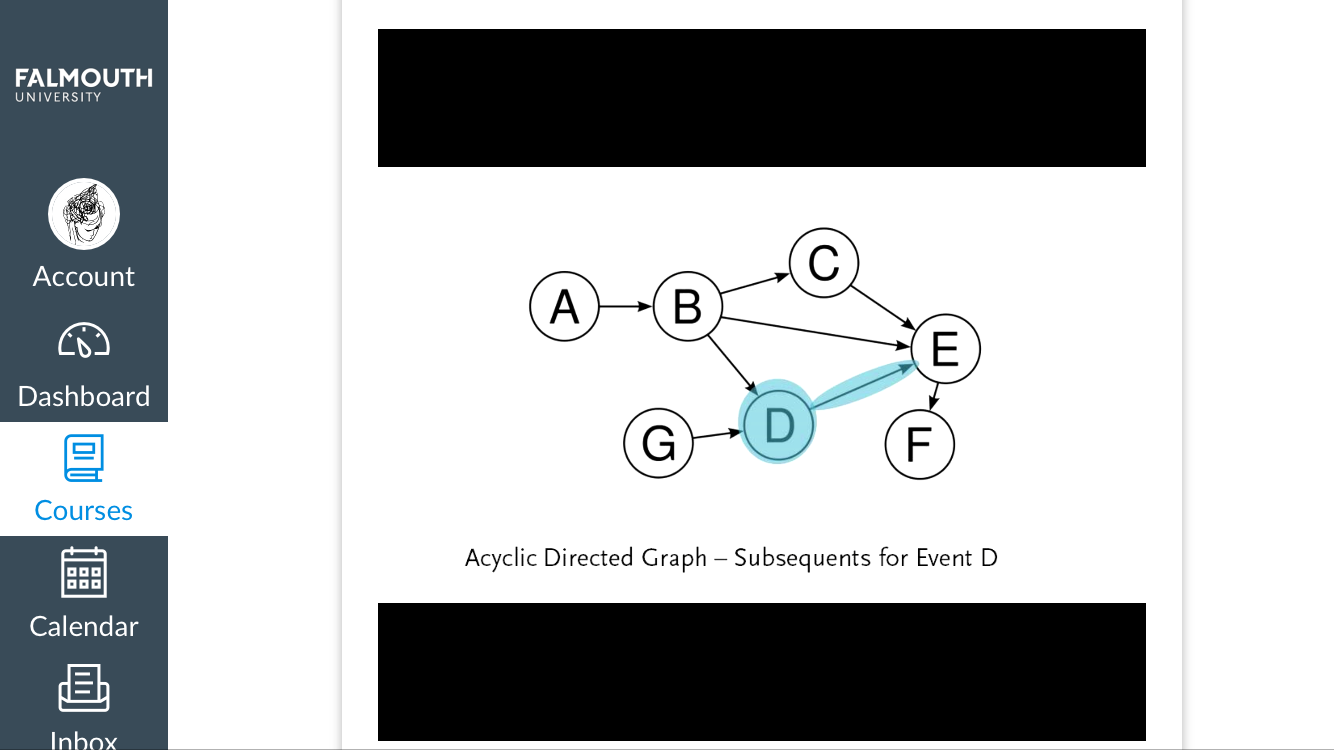 FALMOUTH
UNIVERSITY
Account
Dashboard
Courses
Calendar
Inbox
A
B
C
E
D
G
F
Acyclic Directed Graph – Subsequents for Event D